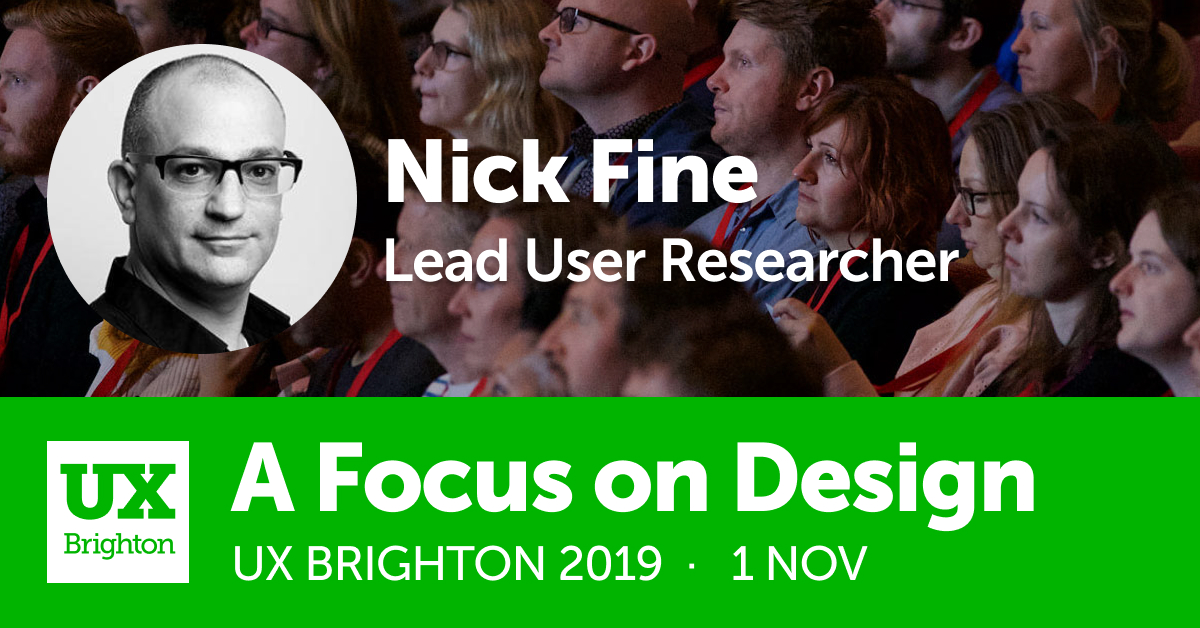 Nick Fine
Lead User Researcher
UX
Brighton
A Focus on Design
UX BRIGHTON 2019 · 1 NOV